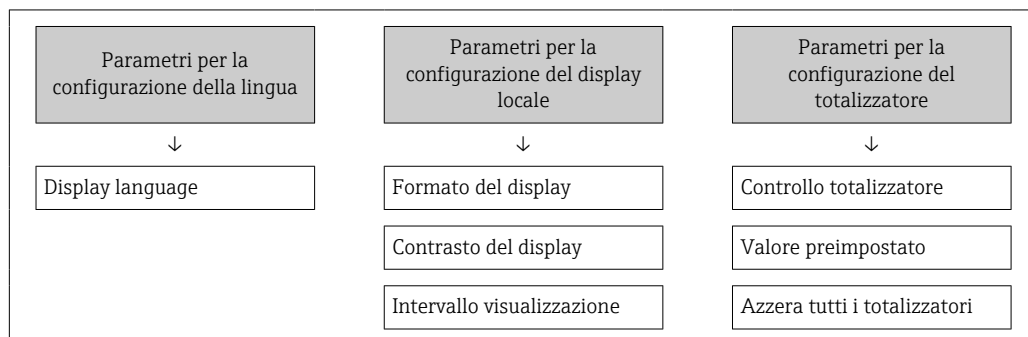 Parametri per la
configurazione della lingua
↓
Display language
Parametri per la
configurazione del display
locale
↓
Formato del display
Contrasto del display
Intervallo visualizzazione
Parametri per la
configurazione del
totalizzatore
↓
Controllo totalizzatore
Valore preimpostato
Azzera tutti i totalizzatori